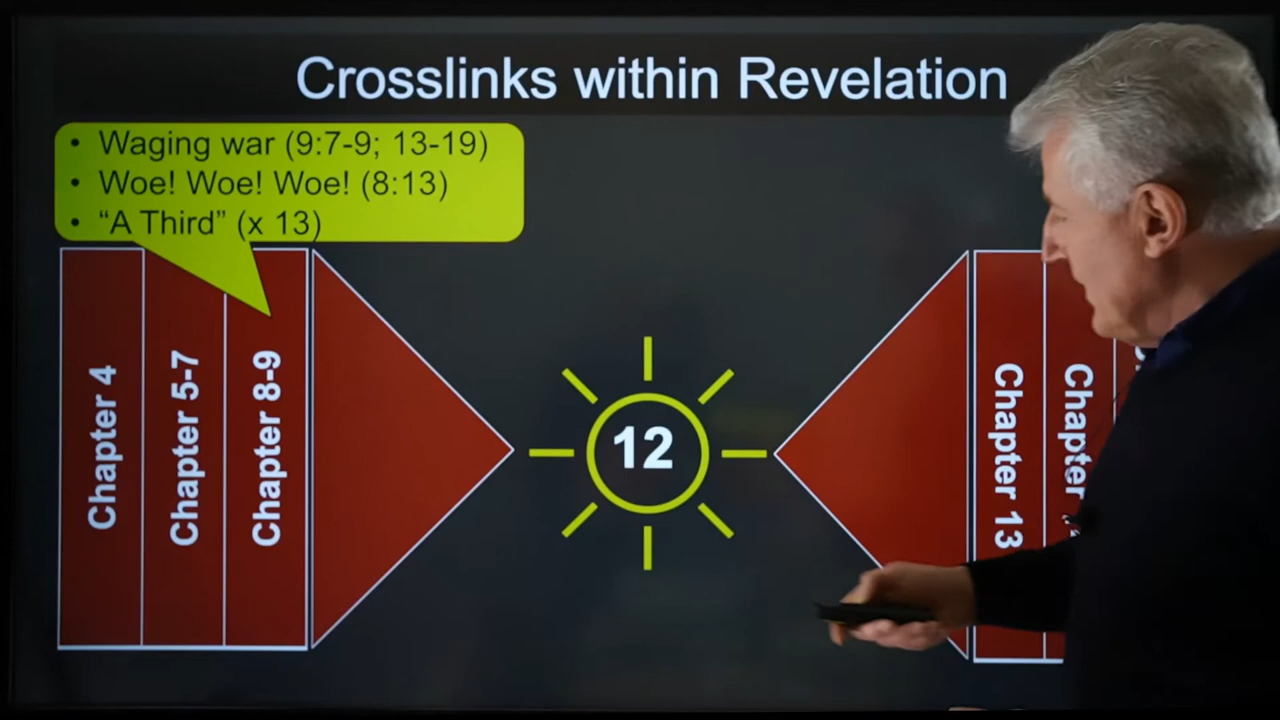 Crosslinks within Revelation
• Waging war (9:7-9; 13-19)
• Woe! Woe! Woe! (8:13)
• “A Third” (x 13)
Chapter 4
Chapter 5-7
Chapter 8-9
12
Chapter 13
Chapter